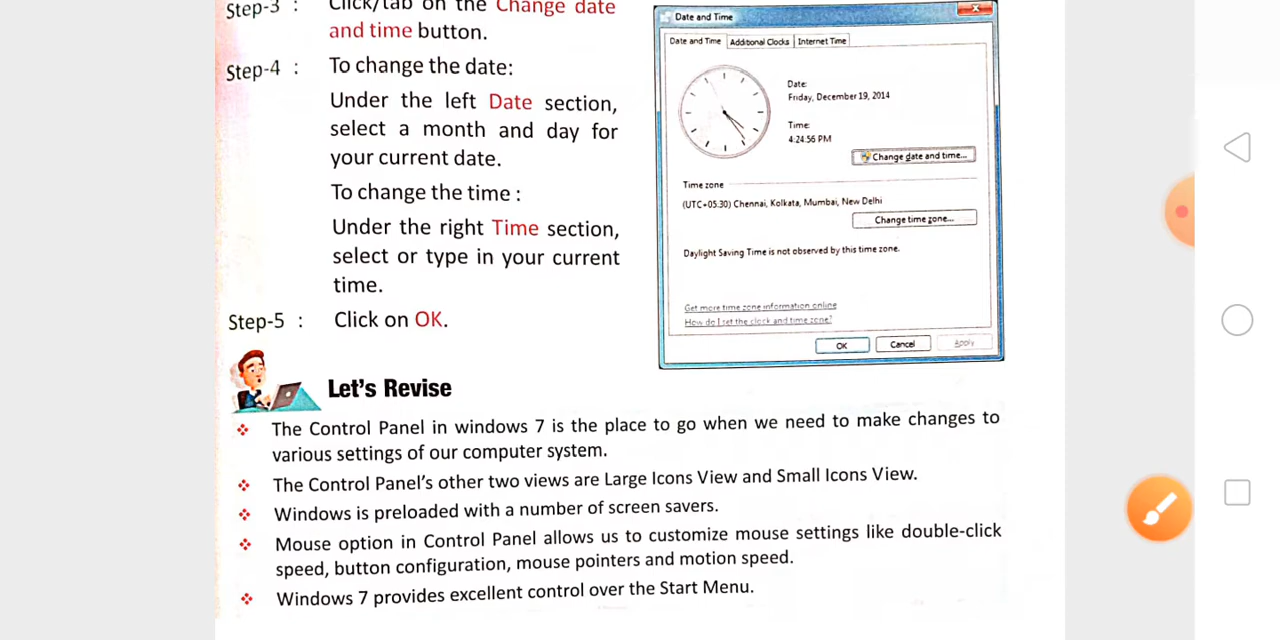 Step-3 : Click/tab on the Change date
and time button.
Step-4 : To change the date:
Under the left Date section,
select a month and day for
your current date.
To change the time :
Under the right Time section,
select or type in your current
time.
Step-5 : Click on OK.
Date and Time
Date and Time Additional Clocks Internet Time
Date:
Friday, December 19, 2014
Time:
4:24:56 PM
Change date and time...
Time zone
(UTC+05:30) Chennai, Kolkata, Mumbai, New Delhi
Change time zone...
Daylight Saving Time is not observed by this time zone.
Get more time zone information online
How do I set the clock and time zone?
OK Cancel Apply
Let's Revise
The Control Panel in windows 7 is the place to go when we need to make changes to
various settings of our computer system.
The Control Panel's other two views are Large Icons View and Small Icons View.
Windows is preloaded with a number of screen savers.
Mouse option in Control Panel allows us to customize mouse settings like double-click
speed, button configuration, mouse pointers and motion speed.
Windows 7 provides excellent control over the Start Menu.